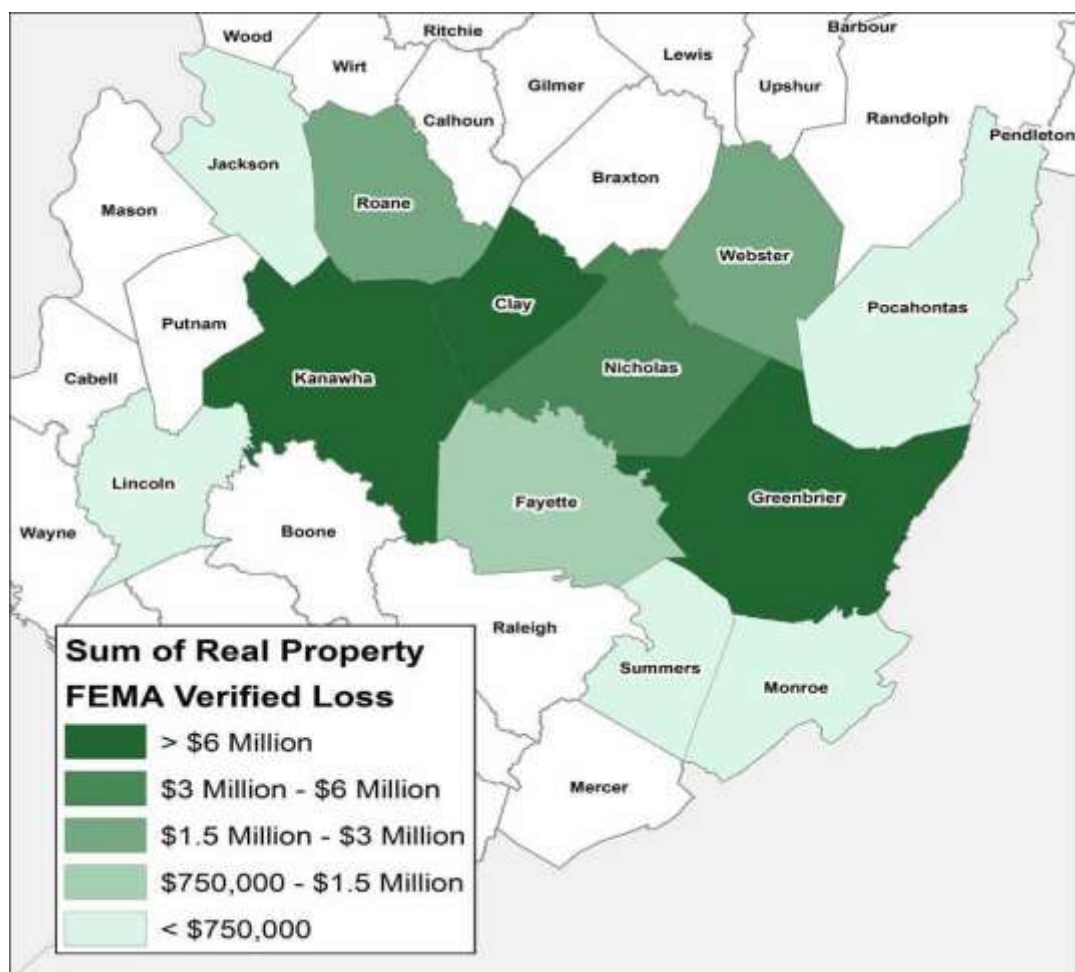 Wood
Ritchie
Barbour
Lewis
Wirt
Gilmer
Upshur
Calhoun
Randolph
Pendleton
Jackson
Braxton
Roane
Mason
Webster
Clay
Pocahontas
Putnam
Nicholas
Cabell
Kanawha
Lincoln
Greenbrier
Fayette
Wayne
Boone
Raleigh
Summers
Monroe
Mercer
Sum of Real Property
FEMA Verified Loss
> $6 Million
$3 Million - $6 Million
$1.5 Million - $3 Million
$750,000 - $1.5 Million
< $750,000